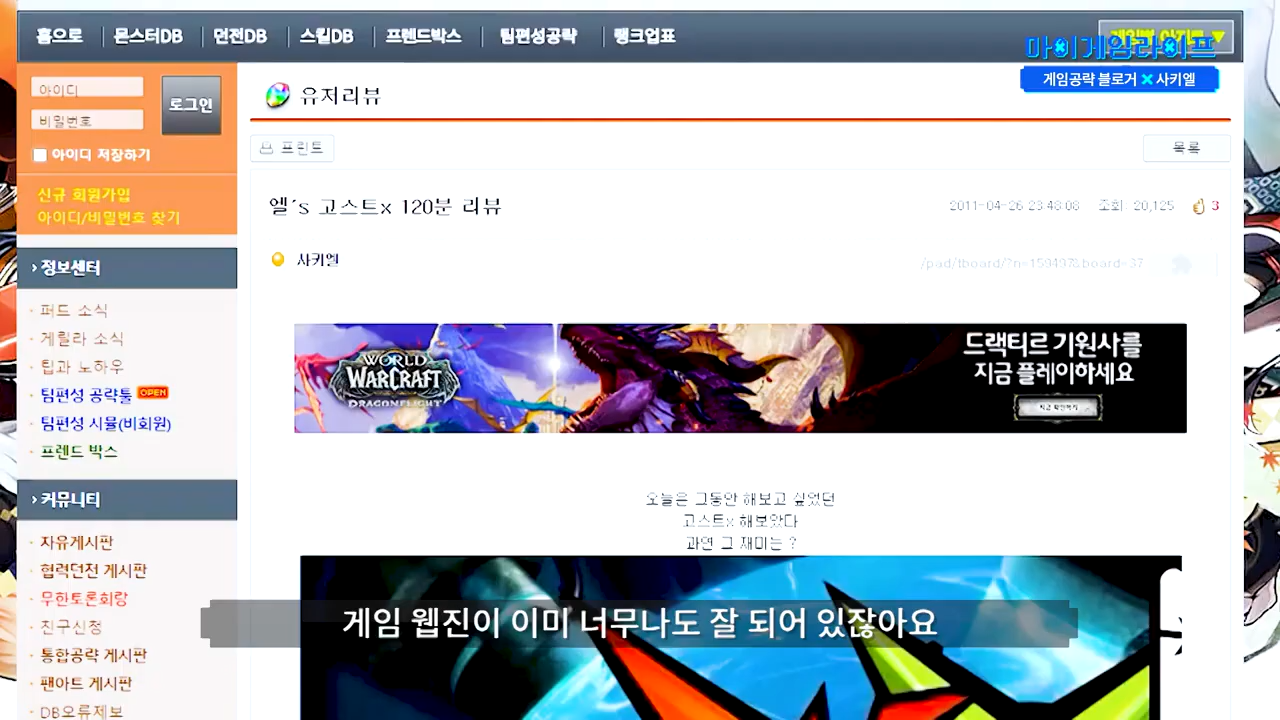 홈으로 몬스터DB 던전DB 스킬DB 프렌드박스 팀편성공략 랭크업표
마이게임라이프
게임공략 블로거 × 사키엘
아이디
비밀번호
로그인
아이디 저장하기
신규 회원가입
아이디/비밀번호 찾기
유저리뷰
프린트
목록
엘´s 고스트x 120분 리뷰
2011-04-26 23:48:08 조회: 20,125 3
사키엘
› 정보센터
퍼드 소식
게릴라 소식
팁과 노하우
팀편성 공략툴 OPEN
팀편성 시뮬(비회원)
프렌드 박스
› 커뮤니티
자유게시판
협력던전 게시판
무한토론회랑
친구신청
통합공략 게시판
팬아트 게시판
DB오류제보
WORLD
WARCRAFT
DRAGONFLIGHT
드랙티르 기원사를
지금 플레이하세요
오늘은 그동안 해보고 싶었던
고스트x 해보았다
과연 그 재미는 ?
게임 웹진이 이미 너무나도 잘 되어 있잖아요